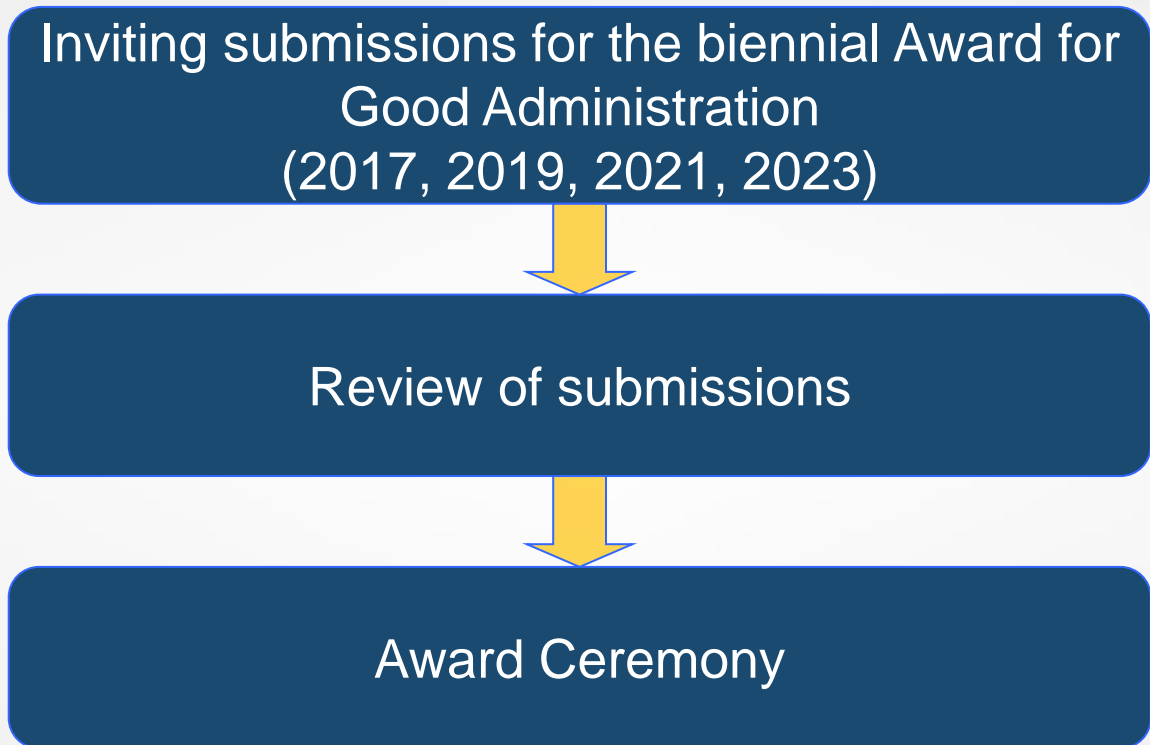 Inviting submissions for the biennial Award for
Good Administration
(2017, 2019, 2021, 2023)
Review of submissions
Award Ceremony